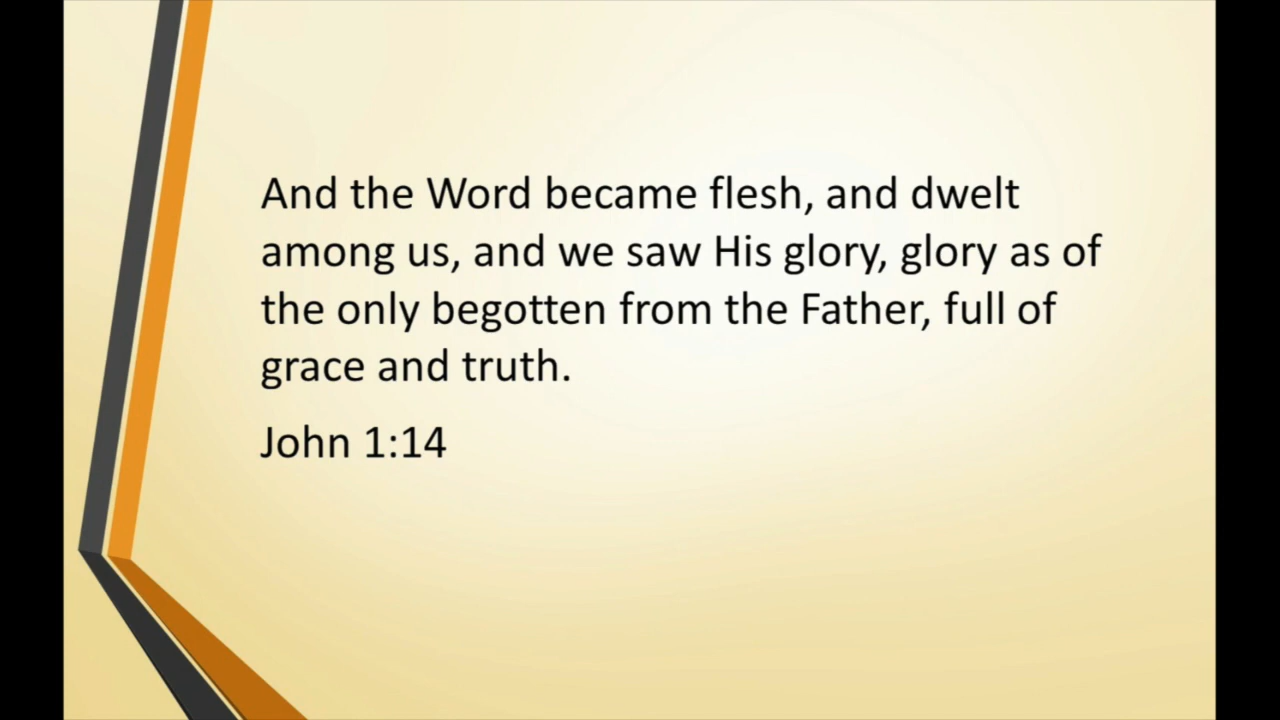 And the Word became flesh, and dwelt
among us, and we saw His glory, glory as of
the only begotten from the Father, full of
grace and truth.
John 1:14